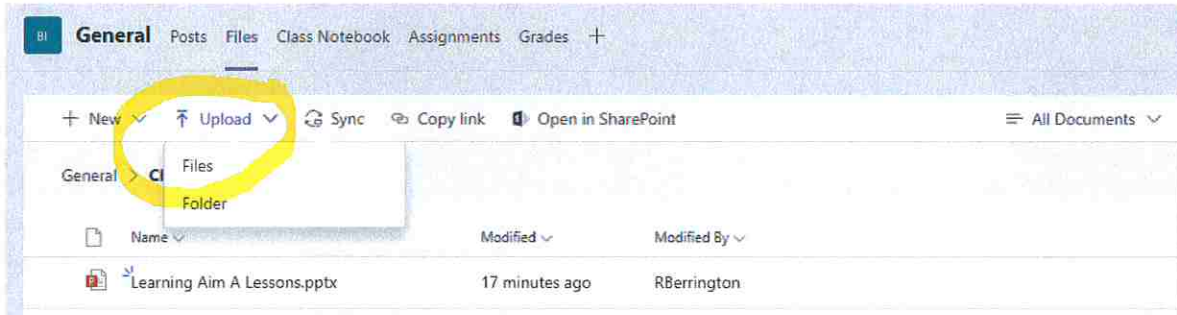 BI General Posts Files Class Notebook Assignments Grades +
+ New Upload Sync Copy link Open in SharePoint All Documents
General > Cl
Files
Folder
Name Modified Modified By
Learning Aim A Lessons.pptx 17 minutes ago RBerrington